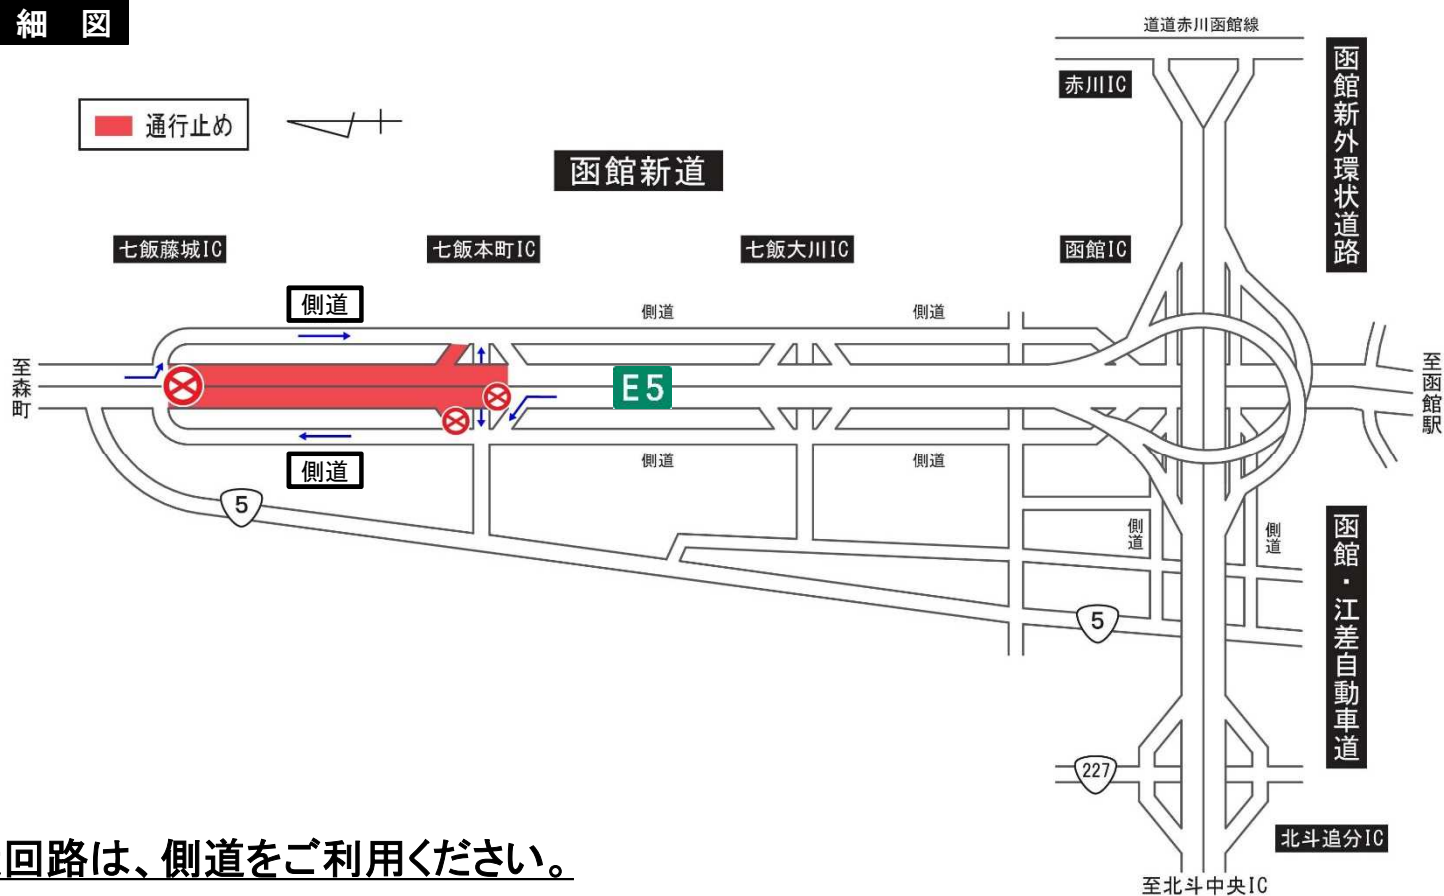 細 図
道道赤川函館線
赤川IC
函館新外環状道路
通行止め
函館新道
七飯藤城IC
七飯本町IC
七飯大川IC
函館IC
側道
側道
側道
至森町
E5
至函館駅
側道
側道
側道
5
側道
側道
函館・江差自動車道
5
227
北斗追分IC
回路は、側道をご利用ください。
至北斗中央IC